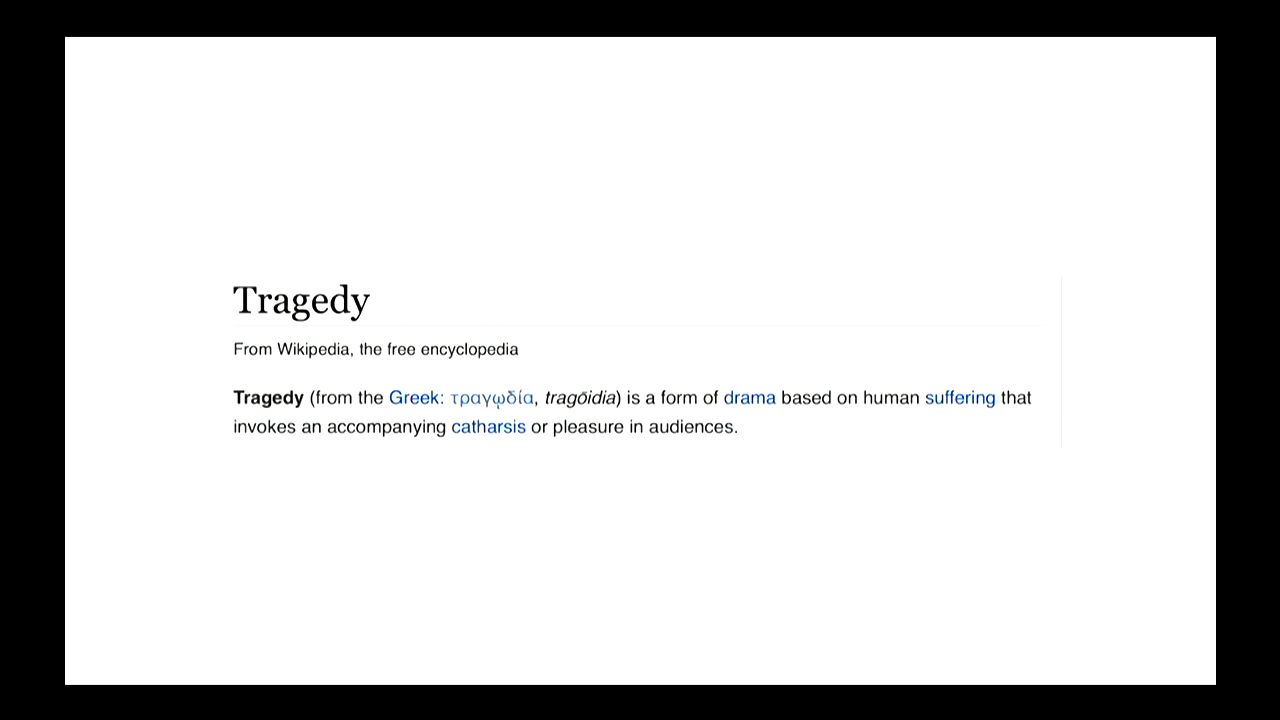 Tragedy
From Wikipedia, the free encyclopedia
Tragedy (from the Greek: τραγῳδία, tragōidia) is a form of drama based on human suffering that
invokes an accompanying catharsis or pleasure in audiences.